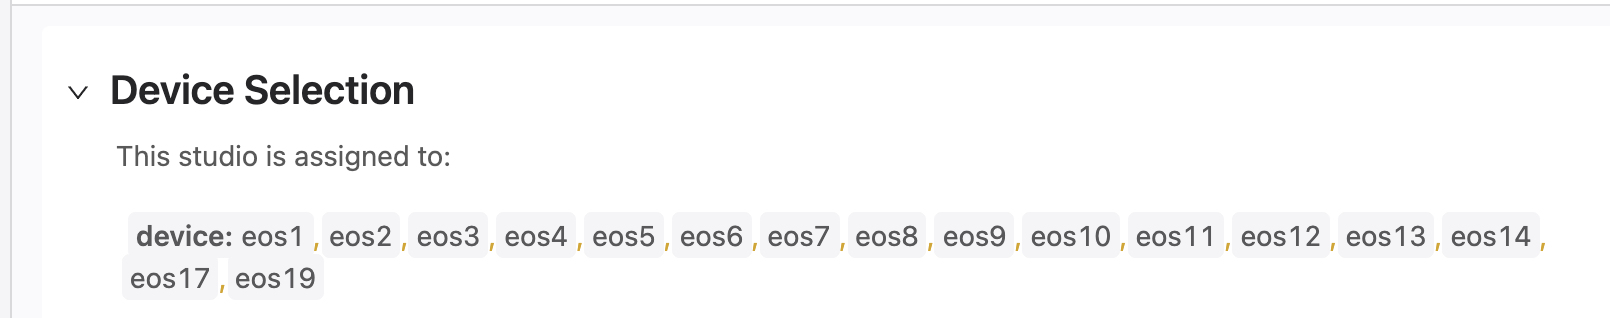 Device Selection
This studio is assigned to:
device: eos1, eos2, eos3, eos4, eos5, eos6, eos7, eos8, eos9, eos10, eos11, eos12, eos13, eos14,
eos17, eos19